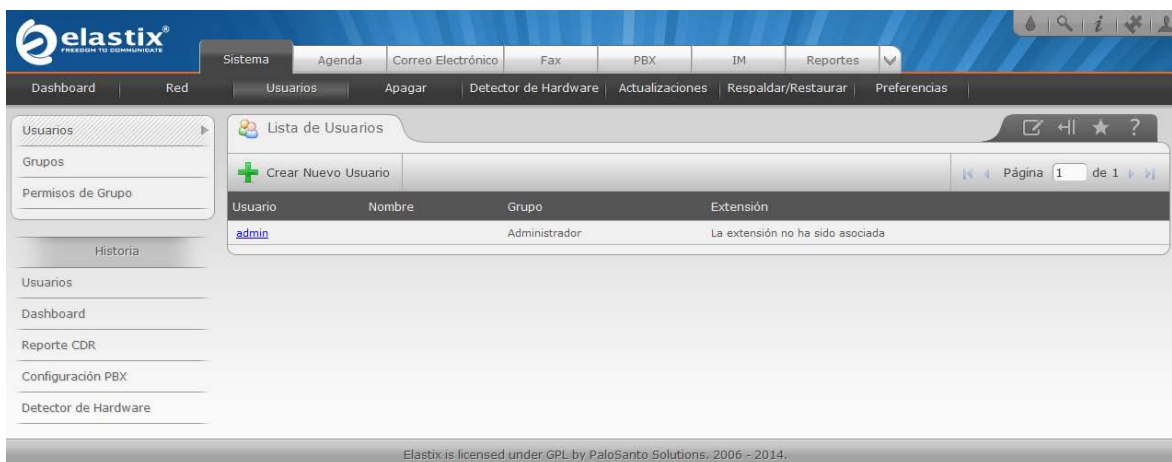 elastix®
FREEDOM TO COMMUNICATE
Sistema Agenda Correo Electrónico Fax PBX IM Reportes
Dashboard Red Usuarios Apagar Detector de Hardware Actualizaciones Respaldar/Restaurar Preferencias
Usuarios
Grupos
Permisos de Grupo
Historia
Usuarios
Dashboard
Reporte CDR
Configuración PBX
Detector de Hardware
Lista de Usuarios
Crear Nuevo Usuario
Página 1 de 1
Usuario Nombre Grupo Extensión
admin Administrador La extensión no ha sido asociada
Elastix is licensed under GPL by PaloSanto Solutions. 2006 - 2014.